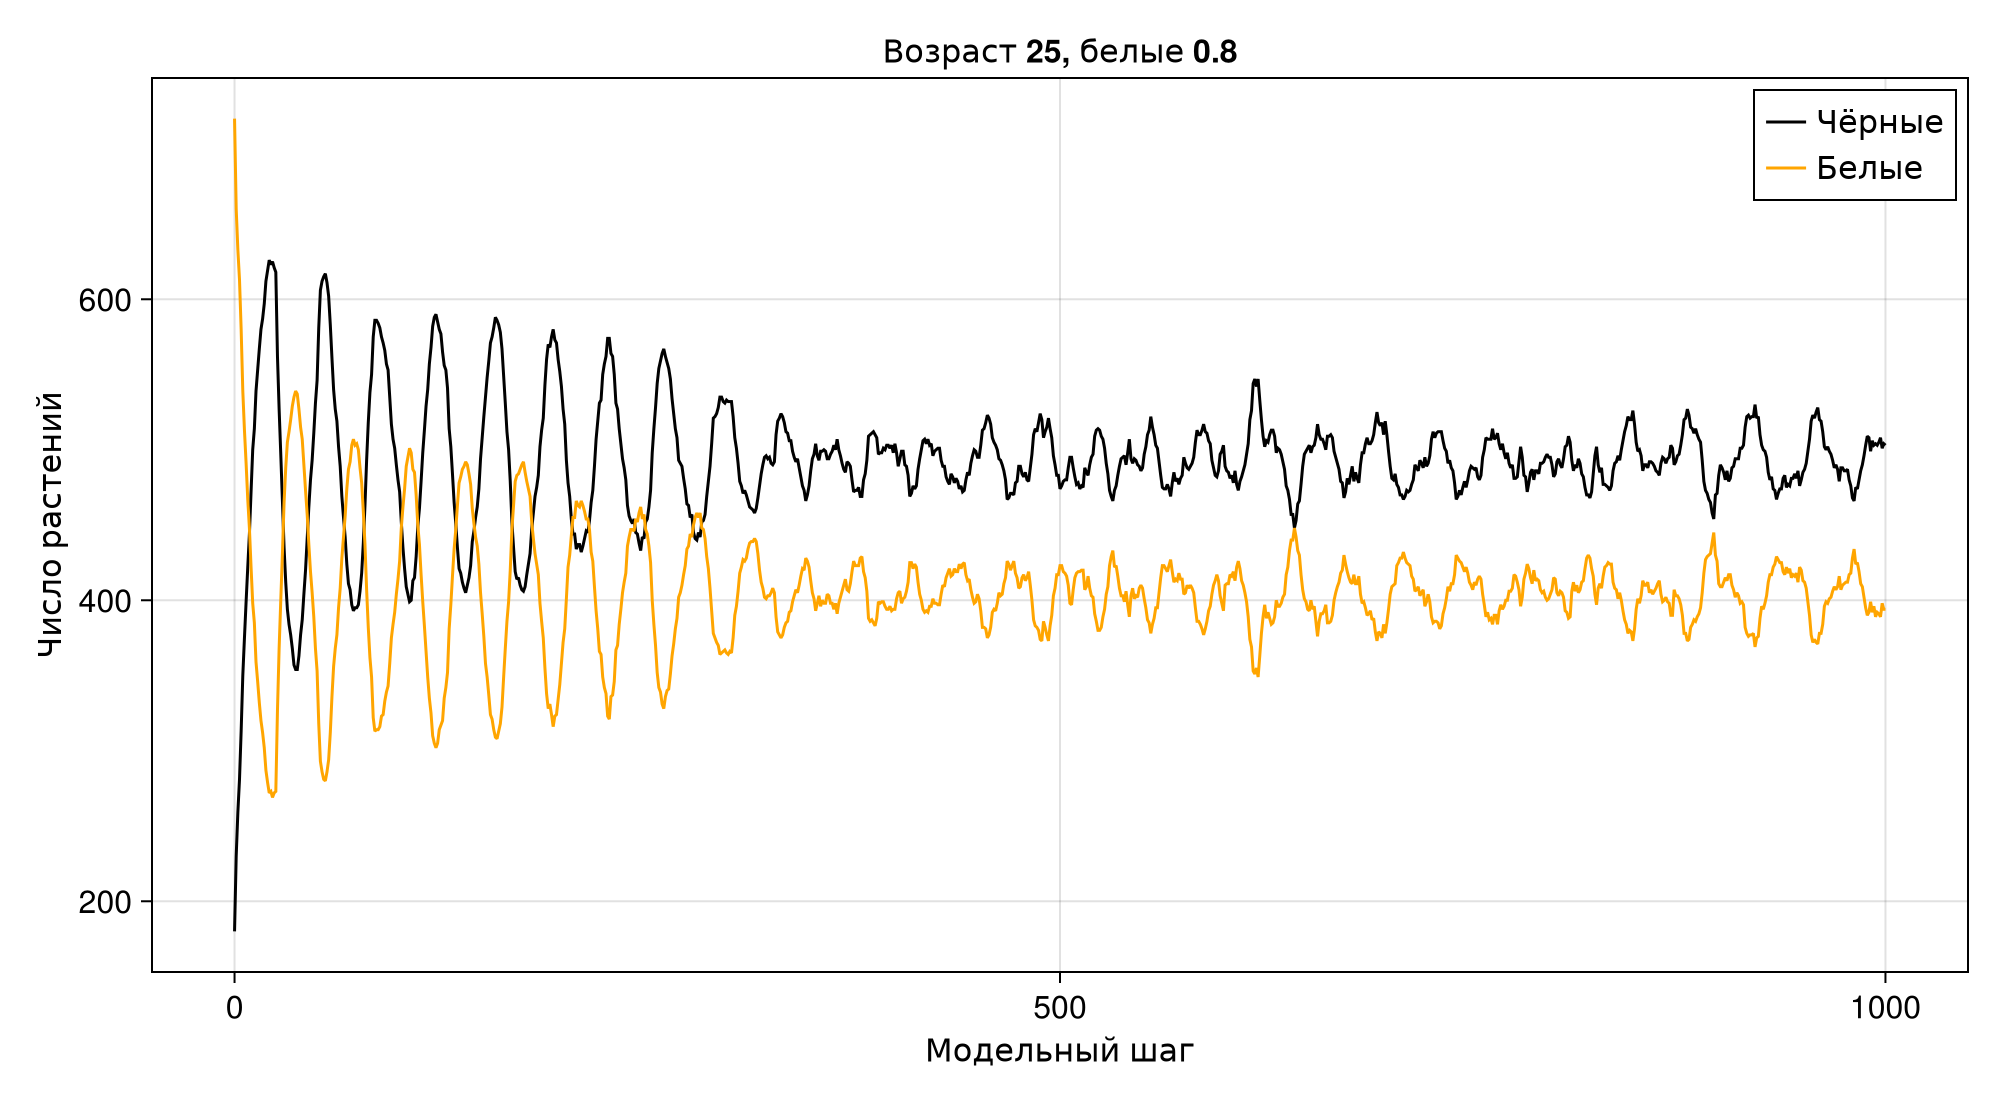 Возраст 25, белые 0.8
Чёрные
Белые
Число растений
600
400
200
0
500
1000
Модельный шаг